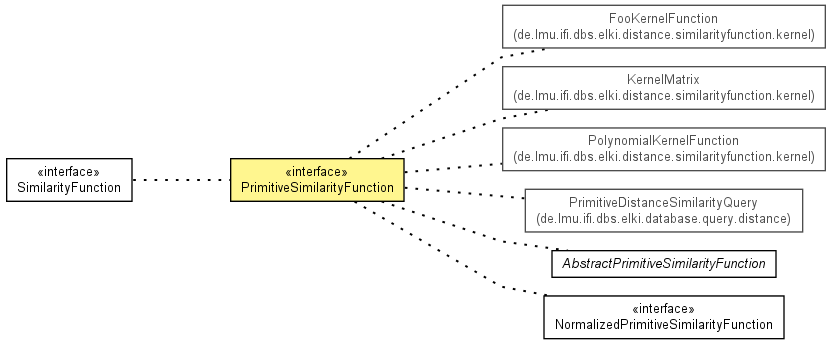 FooKernelFunction
(de.lmu.ifi.dbs.elki.distance.similarityfunction.kernel)
KernelMatrix
(de.lmu.ifi.dbs.elki.distance.similarityfunction.kernel)
PolynomialKernelFunction
(de.lmu.ifi.dbs.elki.distance.similarityfunction.kernel)
«interface»
SimilarityFunction
«interface»
PrimitiveSimilarityFunction
PrimitiveDistanceSimilarityQuery
(de.lmu.ifi.dbs.elki.database.query.distance)
AbstractPrimitiveSimilarityFunction
«interface»
NormalizedPrimitiveSimilarityFunction